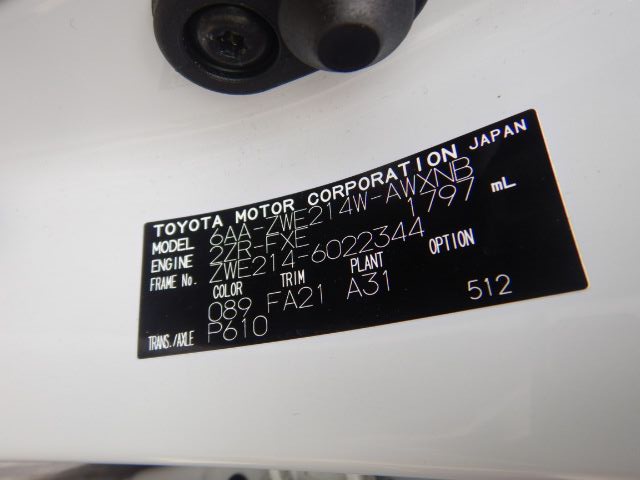 TOYOTA MOTOR CORPORATION JAPAN
MODEL 6AA-ZWE214W-AWXNB
ENGINE 2ZR-FXE 1797 mL
FRAME No. ZWE214-6022344
COLOR TRIM PLANT OPTION
089 FA21 A31
TRANS./AXLE P610 512